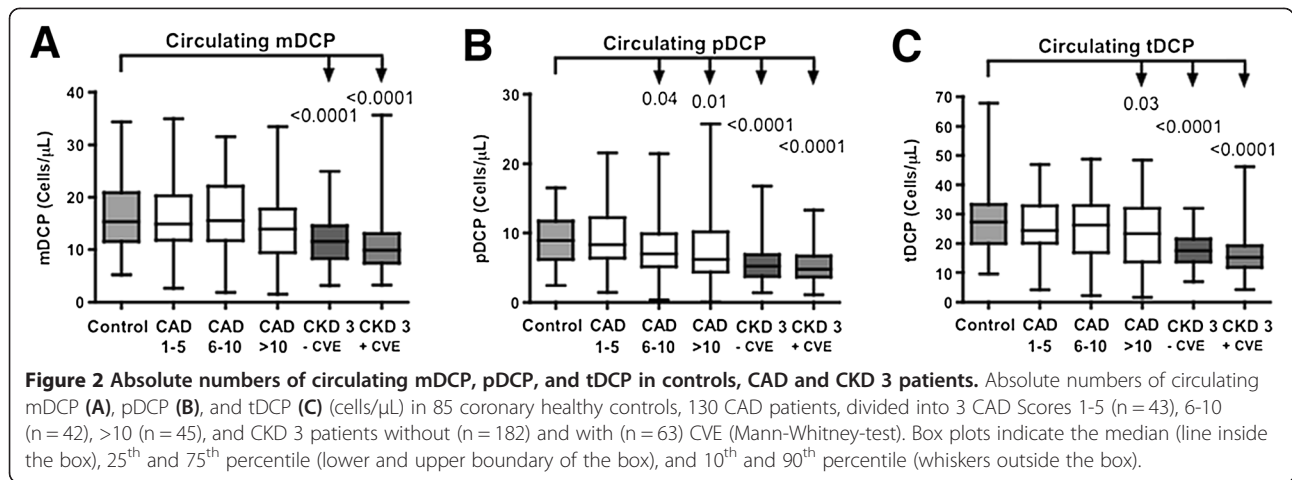 A
Circulating mDCP
<0.0001
<0.0001
mDCP (Cells/μL)
40
30
20
10
0
Control CAD CAD CAD CKD 3 CKD 3
1-5 6-10 >10 - CVE + CVE
B
Circulating pDCP
0.04 0.01
<0.0001
<0.0001
pDCP (Cells/μL)
30
20
10
0
Control CAD CAD CAD CKD 3 CKD 3
1-5 6-10 >10 - CVE + CVE
C
Circulating tDCP
0.03
<0.0001
<0.0001
tDCP (Cells/μL)
70
60
50
40
30
20
10
0
Control CAD CAD CAD CKD 3 CKD 3
1-5 6-10 >10 - CVE + CVE
Figure 2 Absolute numbers of circulating mDCP, pDCP, and tDCP in controls, CAD and CKD 3 patients. Absolute numbers of circulating
mDCP (A), pDCP (B), and tDCP (C) (cells/μL) in 85 coronary healthy controls, 130 CAD patients, divided into 3 CAD Scores 1-5 (n = 43), 6-10
(n = 42), >10 (n = 45), and CKD 3 patients without (n = 182) and with (n = 63) CVE (Mann-Whitney-test). Box plots indicate the median (line inside
the box), 25th and 75th percentile (lower and upper boundary of the box), and 10th and 90th percentile (whiskers outside the box).